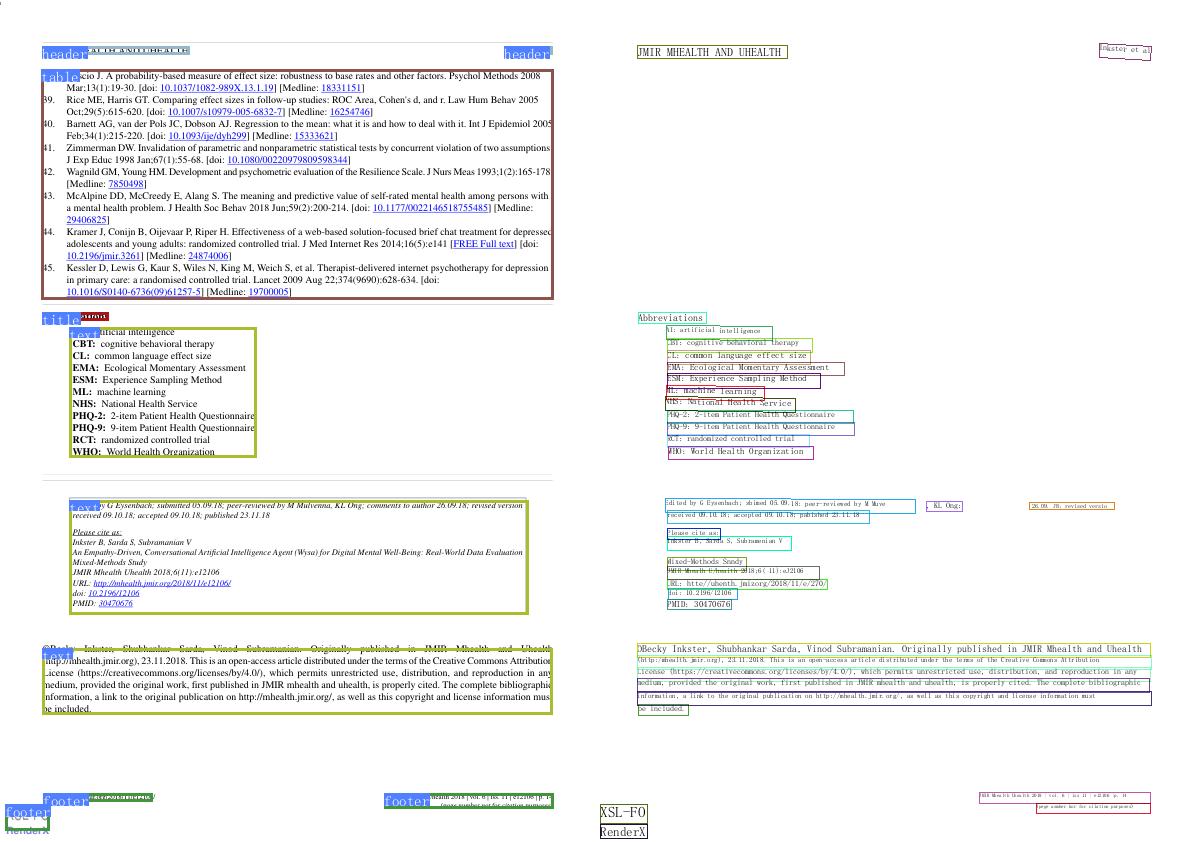 header
HEALTH AND UHEALTH
header
table
scio J. A probability-based measure of effect size: robustness to base rates and other factors. Psychol Methods 2008
Mar;13(1):19-30. [doi: 10.1037/1082-989X.13.1.19] [Medline: 18331151]
39. Rice ME, Harris GT. Comparing effect sizes in follow-up studies: ROC Area, Cohen's d, and r. Law Hum Behav 2005
Oct;29(5):615-620. [doi: 10.1007/s10979-005-6832-7] [Medline: 16254746]
40. Barnett AG, van der Pols JC, Dobson AJ. Regression to the mean: what it is and how to deal with it. Int J Epidemiol 2005
Feb;34(1):215-220. [doi: 10.1093/ije/dyh299] [Medline: 15333621]
41. Zimmerman DW. Invalidation of parametric and nonparametric statistical tests by concurrent violation of two assumptions
J Exp Educ 1998 Jan;67(1):55-68. [doi: 10.1080/00220979809598344]
42. Wagnild GM, Young HM. Development and psychometric evaluation of the Resilience Scale. J Nurs Meas 1993;1(2):165-178
[Medline: 7850498]
43. McAlpine DD, McCreedy E, Alang S. The meaning and predictive value of self-rated mental health among persons with
a mental health problem. J Health Soc Behav 2018 Jun;59(2):200-214. [doi: 10.1177/0022146518755485] [Medline:
29406825]
44. Kramer J, Conijn B, Oijevaar P, Riper H. Effectiveness of a web-based solution-focused brief chat treatment for depressed
adolescents and young adults: randomized controlled trial. J Med Internet Res 2014;16(5):e141 [FREE Full text] [doi:
10.2196/jmir.3261] [Medline: 24874006]
45. Kessler D, Lewis G, Kaur S, Wiles N, King M, Weich S, et al. Therapist-delivered internet psychotherapy for depression
in primary care: a randomised controlled trial. Lancet 2009 Aug 22;374(9690):628-634. [doi:
10.1016/S0140-6736(09)61257-5] [Medline: 19700005]
title
text
artificial intelligence
CBT: cognitive behavioral therapy
CL: common language effect size
EMA: Ecological Momentary Assessment
ESM: Experience Sampling Method
ML: machine learning
NHS: National Health Service
PHQ-2: 2-item Patient Health Questionnaire
PHQ-9: 9-item Patient Health Questionnaire
RCT: randomized controlled trial
WHO: World Health Organization
text
by G Eysenbach; submitted 05.09.18; peer-reviewed by M Mulvenna, KL Ong; comments to author 26.09.18; revised version
received 09.10.18; accepted 09.10.18; published 23.11.18
Please cite as:
Inkster B, Sarda S, Subramanian V
An Empathy-Driven, Conversational Artificial Intelligence Agent (Wysa) for Digital Mental Well-Being: Real-World Data Evaluation
Mixed-Methods Study
JMIR Mhealth Uhealth 2018;6(11):e12106
URL: http://mhealth.jmir.org/2018/11/e12106/
doi: 10.2196/12106
PMID: 30470676
text
©Becky Inkster, Shubhankar Sarda, Vinod Subramanian. Originally published in JMIR Mhealth and Uhealth
(http://mhealth.jmir.org), 23.11.2018. This is an open-access article distributed under the terms of the Creative Commons Attribution
License (https://creativecommons.org/licenses/by/4.0/), which permits unrestricted use, distribution, and reproduction in any
medium, provided the original work, first published in JMIR mhealth and uhealth, is properly cited. The complete bibliographic
information, a link to the original publication on http://mhealth.jmir.org/, as well as this copyright and license information must
be included.
footer
footer
(page number not for citation purposes)
footer
XSL-FO
RenderX
JMIR MHEALTH AND UHEALTH
Inkster et al
Abbreviations
AI: artificial intelligence
CBT: cognitive behavioral therapy
CL: common language effect size
EMA: Ecological Momentary Assessment
ESM: Experience Sampling Method
ML: machine learning
NHS: National Health Service
PHQ-2: 2-item Patient Health Questionnaire
PHQ-9: 9-item Patient Health Questionnaire
RCT: randomized controlled trial
WHO: World Health Organization
Edited by G Eysenbach; sbimed 05.09.18; peer-reviewed by M Muve
, KL Ong:
26.09.
revised versio
received 09.10.18; accepted 09.10.18; pablished 23.11.18
Please cite as:
Inkster B, Sarda S, Subramenian V
Mixed-Methods Snndy
URL: htte//uhenth.jmizorg/2018/11/e/270/
doi: 10.2196/12106
PMID: 30470676
DBecky Inkster, Shubhankar Sarda, Vinod Subramanian. Originally published in JMIR Mhealth and Uhealth
(http:/mhealth.jmir.org), 23.11.2018. This is an open-access article distributed under the terms of the Creative Commons Attribution
License (https://creativecommons.org/licenses/by/4.0/), which permits unrestricted use, distribution, and reproduction in any
medium, provided the original work, first published in JMIR mhealth and uhealth, is properly cited. The complete bibliographic
information, a link to the original publication on http://mhealth.jmir.org/, as well as this copyright and license information must
be included.
JMIR Mhealth Uhealth 2018 | vol. 6 | iss 11 | e12106 p. 14
(page number not for citation purposes)
XSL-FO
RenderX